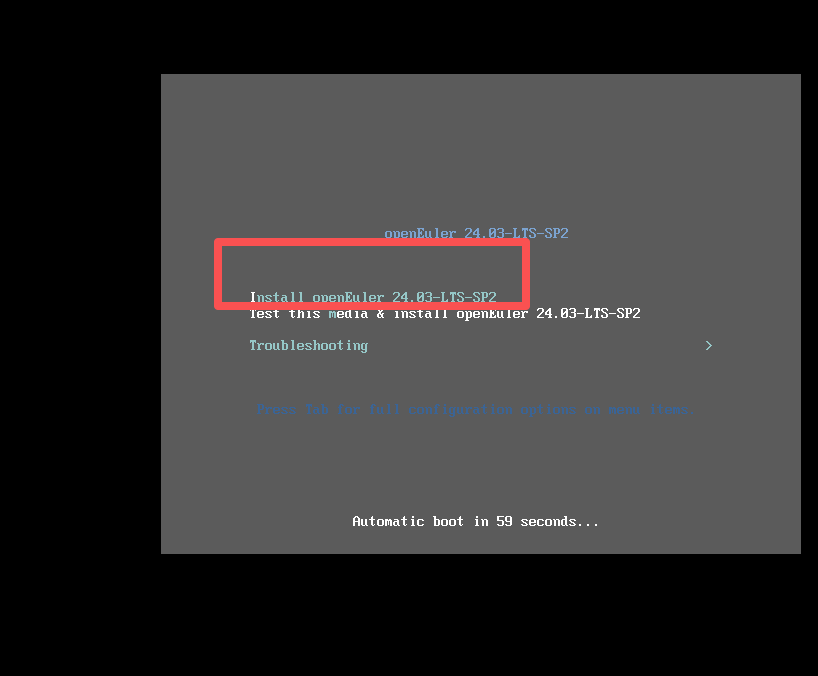 openEuler 24.03-LTS-SP2
Install openEuler 24.03-LTS-SP2
Test this media & install openEuler 24.03-LTS-SP2
Troubleshooting >
Press Tab for full configuration options on menu items.
Automatic boot in 59 seconds...